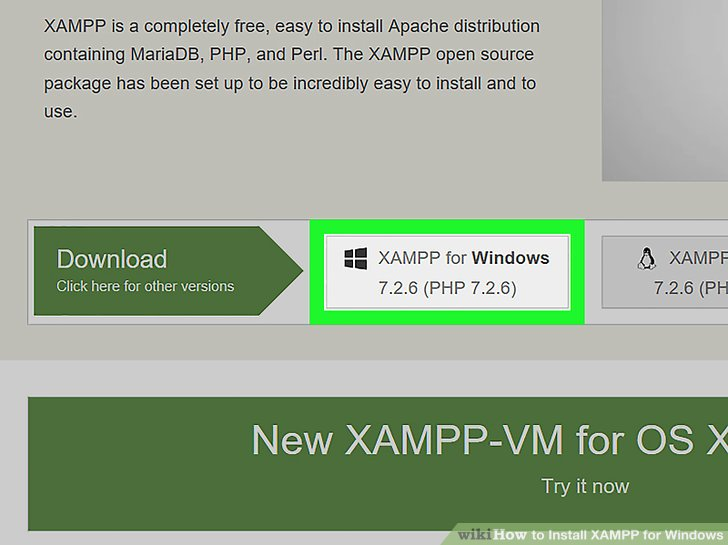 XAMPP is a completely free, easy to install Apache distribution
containing MariaDB, PHP, and Perl. The XAMPP open source
package has been set up to be incredibly easy to install and to
use.
Download
Click here for other versions
XAMPP for Windows
7.2.6 (PHP 7.2.6)
XAMPP
7.2.6 (PH
New XAMPP-VM for OS X
Try it now
wikiHow to Install XAMPP for Windows